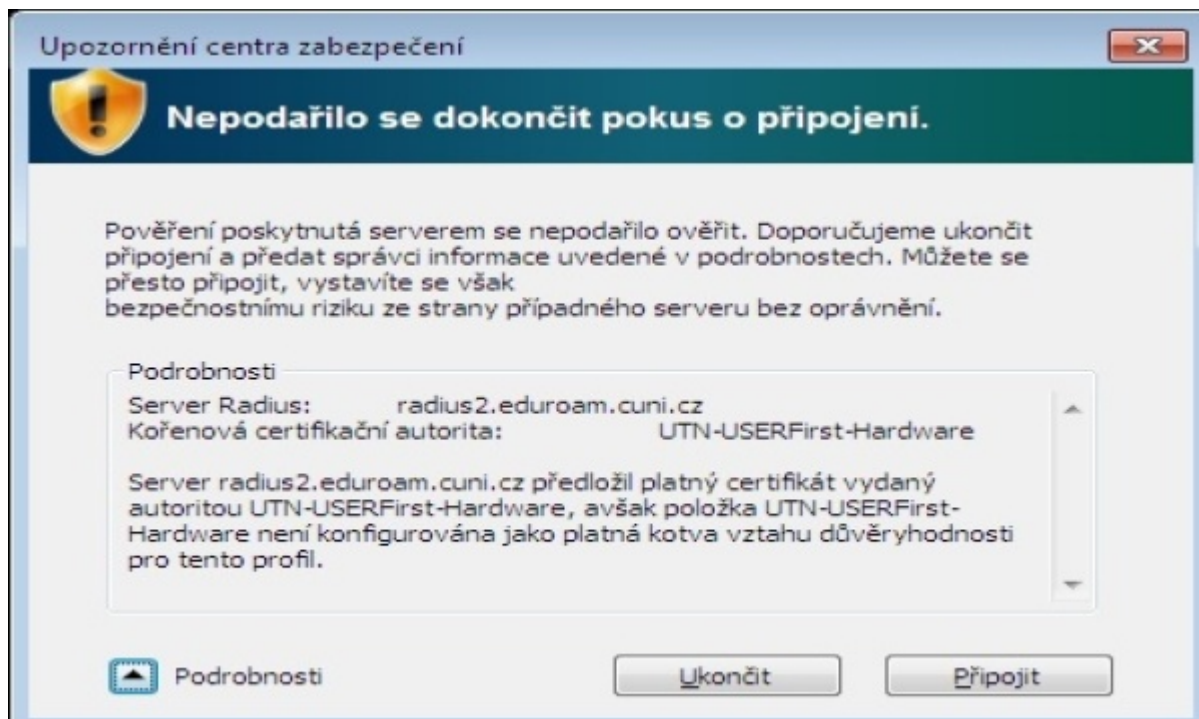 Upozornění centra zabezpečení
Nepodařilo se dokončit pokus o připojení.
Pověření poskytnutá serverem se nepodařilo ověřit. Doporučujeme ukončit
připojení a předat správci informace uvedené v podrobnostech. Můžete se
přesto připojit, vystavíte se však
bezpečnostnímu riziku ze strany případného serveru bez oprávnění.
Podrobnosti
Server Radius: radius2.eduroam.cuni.cz
Kořenová certifikační autorita: UTN-USERFirst-Hardware
Server radius2.eduroam.cuni.cz předložil platný certifikát vydaný
autoritou UTN-USERFirst-Hardware, avšak položka UTN-USERFirst-
Hardware není konfigurována jako platná kotva vztahu důvěryhodnosti
pro tento profil.
Podrobnosti Ukončit Připojit